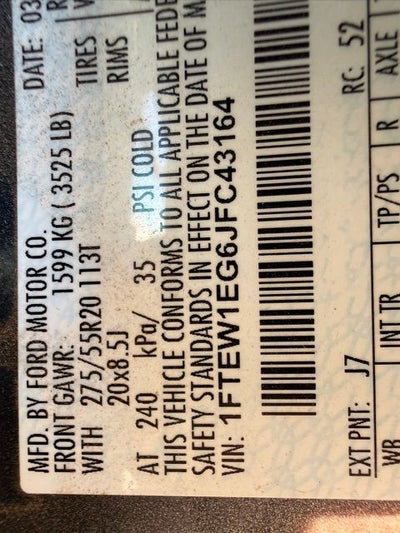 MFD. BY FORD MOTOR CO.
DATE: 03
FRONT GAWR: 1599 KG ( 3525 LB)
WITH 275/55R20 113T
TIRES
20x8.5J
RIMS
AT 240 kPa/ 35 PSI COLD
THIS VEHICLE CONFORMS TO ALL APPLICABLE FEDE
SAFETY STANDARDS IN EFFECT ON THE DATE OF M
VIN: 1FTEW1EG6JFC43164
EXT PNT: J7
RC: 52
WB
INT TR
TP/PS
R
AXLE